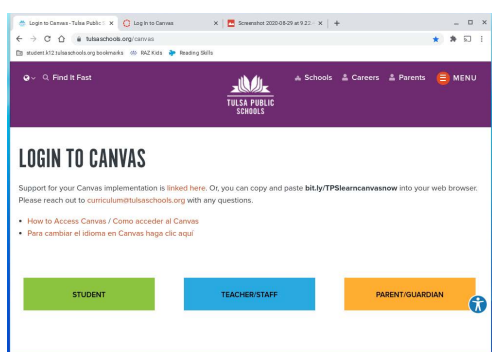 Login to Canvas - Tulsa Public S
Log in to Canvas
Screenshot 2020-08-29 at 9.22.
tulsaschools.org/canvas
student.k12.tulsaschools.org bookmarks
RAZ Kids
Reading Skills
Find It Fast
TULSA PUBLIC
SCHOOLS
Schools
Careers
Parents
MENU
LOGIN TO CANVAS
Support for your Canvas implementation is linked here. Or, you can copy and paste bit.ly/TPSlearncanvasnow into your web browser.
Please reach out to curriculum@tulsaschools.org with any questions.
• How to Access Canvas / Como acceder al Canvas
• Para cambiar el idioma en Canvas haga clic aquí
STUDENT
TEACHER/STAFF
PARENT/GUARDIAN